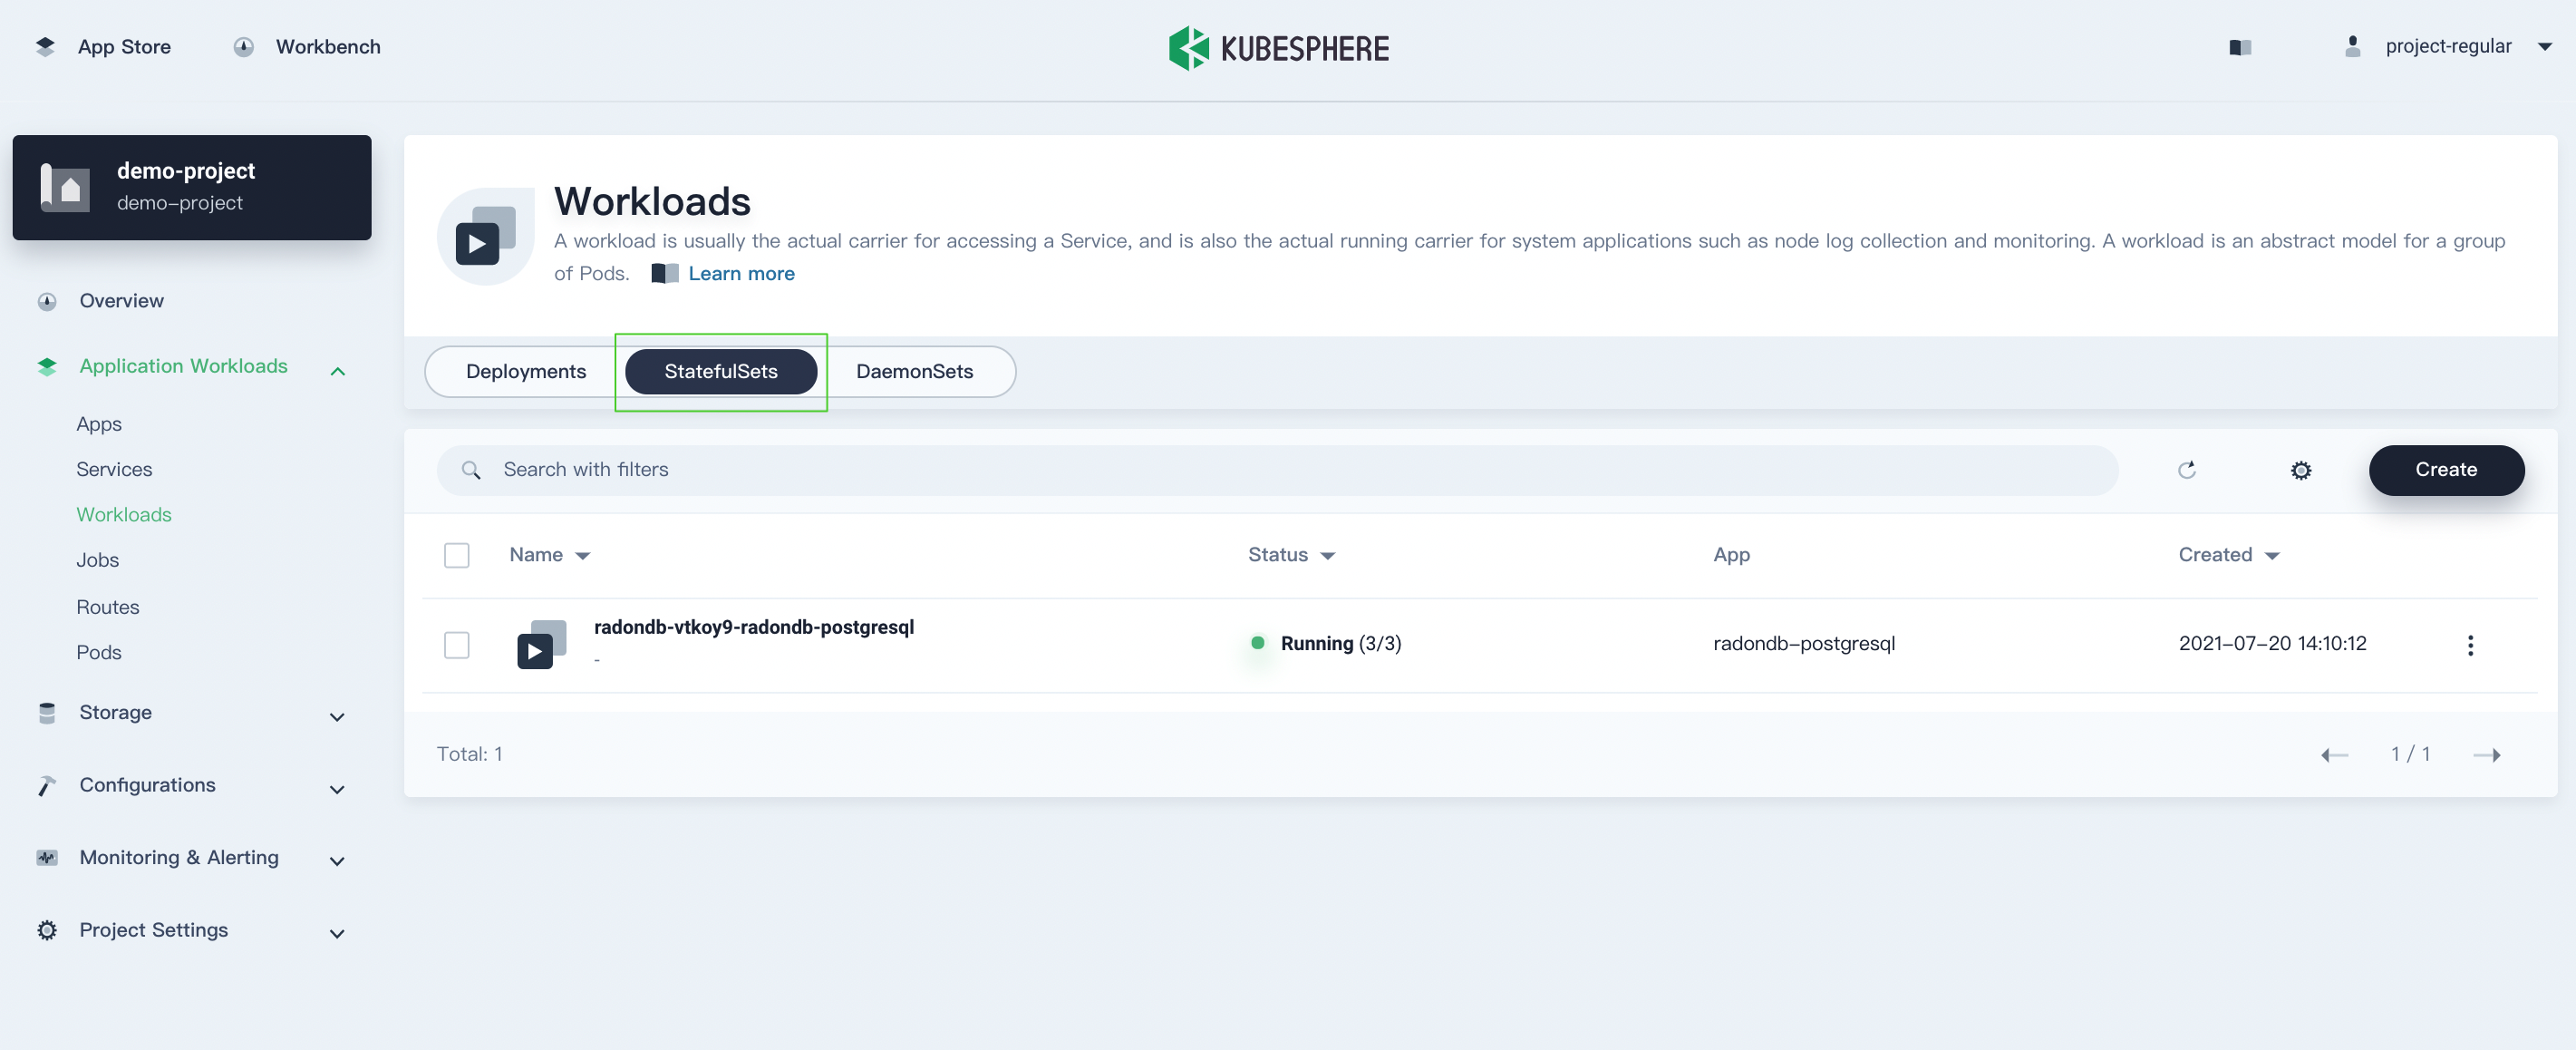 App Store
Workbench
KUBESPHERE
project-regular
demo-project
demo-project
Overview
Application Workloads
Apps
Services
Workloads
Jobs
Routes
Pods
Storage
Configurations
Monitoring & Alerting
Project Settings
Workloads
A workload is usually the actual carrier for accessing a Service, and is also the actual running carrier for system applications such as node log collection and monitoring. A workload is an abstract model for a group
of Pods. Learn more
Deployments
StatefulSets
DaemonSets
Search with filters
Create
Name
Status
App
Created
radondb-vtkoy9-radondb-postgresql
-
Running (3/3)
radondb-postgresql
2021-07-20 14:10:12
Total: 1
1 / 1